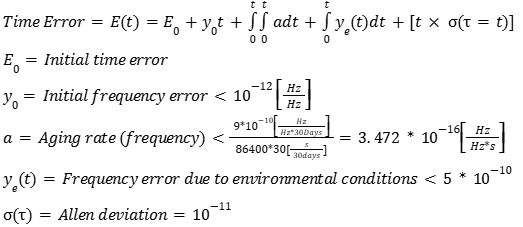 Time Error = E(t) = E₀ + y₀t + ∫₀ᵗ∫₀ᵗ adt + ∫₀ᵗ yₑ(t)dt + [t × σ(τ = t)]
E₀ = Initial time error
y₀ = Initial frequency error < 10⁻¹² [Hz/Hz]
a = Aging rate (frequency) < 9*10⁻¹⁰[Hz/Hz*30Days] / 86400*30[s/30days] = 3.472 * 10⁻¹⁶[Hz/Hz*s]
yₑ(t) = Frequency error due to environmental conditions < 5 * 10⁻¹⁰
σ(τ) = Allen deviation = 10⁻¹¹